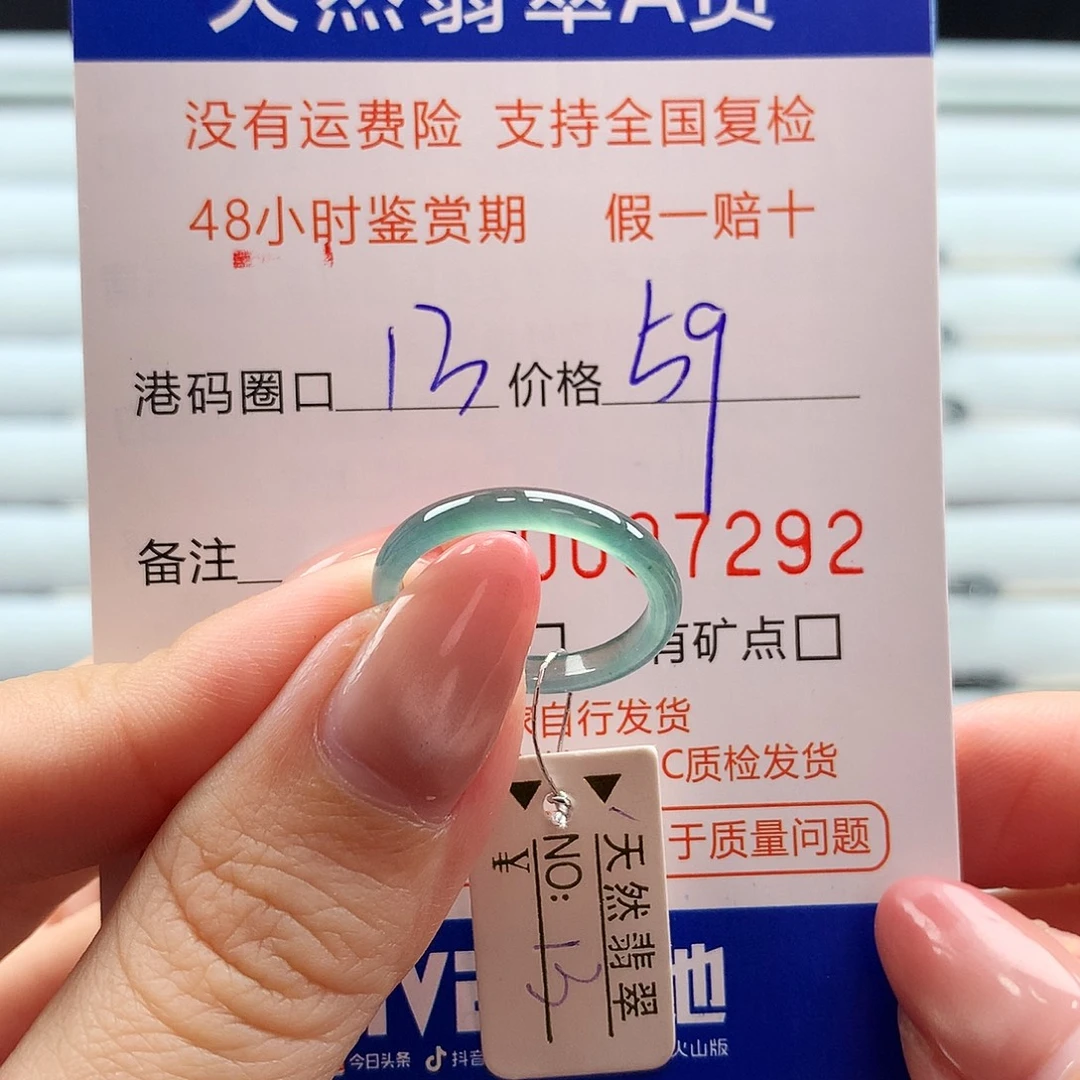 天然翡翠A货
没有运费险 支持全国复检
48小时鉴赏期 假一赔十
港码圈口 13 价格 59
备注 7292
有矿点□
自行发货
C质检发货
于质量问题
天然翡翠
NO: 13
¥
今日头条 抖音 火山版